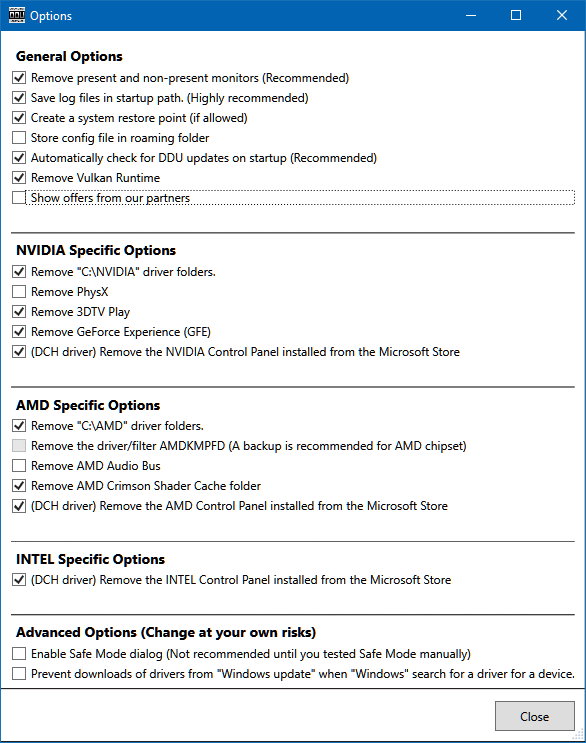 Options
General Options
Remove present and non-present monitors (Recommended)
Save log files in startup path. (Highly recommended)
Create a system restore point (if allowed)
Store config file in roaming folder
Automatically check for DDU updates on startup (Recommended)
Remove Vulkan Runtime
Show offers from our partners
NVIDIA Specific Options
Remove "C:\NVIDIA" driver folders.
Remove PhysX
Remove 3DTV Play
Remove GeForce Experience (GFE)
(DCH driver) Remove the NVIDIA Control Panel installed from the Microsoft Store
AMD Specific Options
Remove "C:\AMD" driver folders.
Remove the driver/filter AMDKMPFD (A backup is recommended for AMD chipset)
Remove AMD Audio Bus
Remove AMD Crimson Shader Cache folder
(DCH driver) Remove the AMD Control Panel installed from the Microsoft Store
INTEL Specific Options
(DCH driver) Remove the INTEL Control Panel installed from the Microsoft Store
Advanced Options (Change at your own risks)
Enable Safe Mode dialog (Not recommended until you tested Safe Mode manually)
Prevent downloads of drivers from "Windows update" when "Windows" search for a driver for a device.
Close